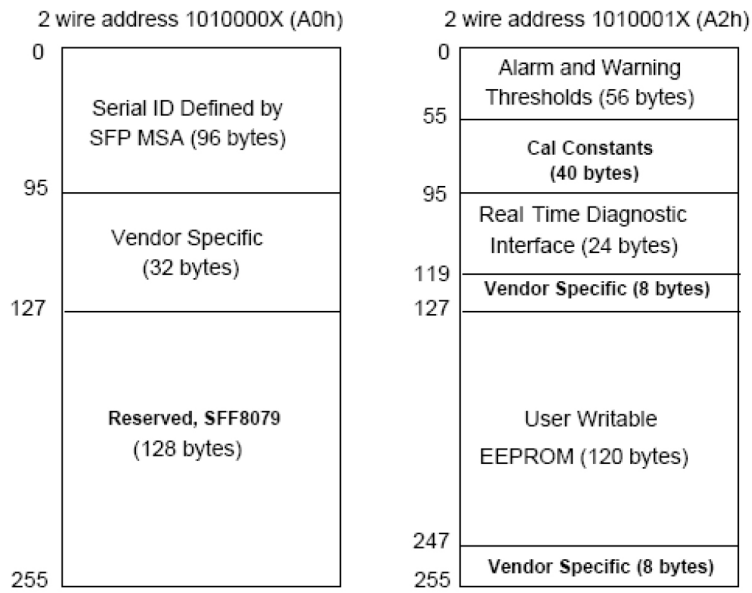 2 wire address 1010000X (A0h)
0
Serial ID Defined by
SFP MSA (96 bytes)
95
Vendor Specific
(32 bytes)
127
Reserved, SFF8079
(128 bytes)
255
2 wire address 1010001X (A2h)
0
Alarm and Warning
Thresholds (56 bytes)
55
Cal Constants
(40 bytes)
95
Real Time Diagnostic
Interface (24 bytes)
119
Vendor Specific (8 bytes)
127
User Writable
EEPROM (120 bytes)
247
Vendor Specific (8 bytes)
255